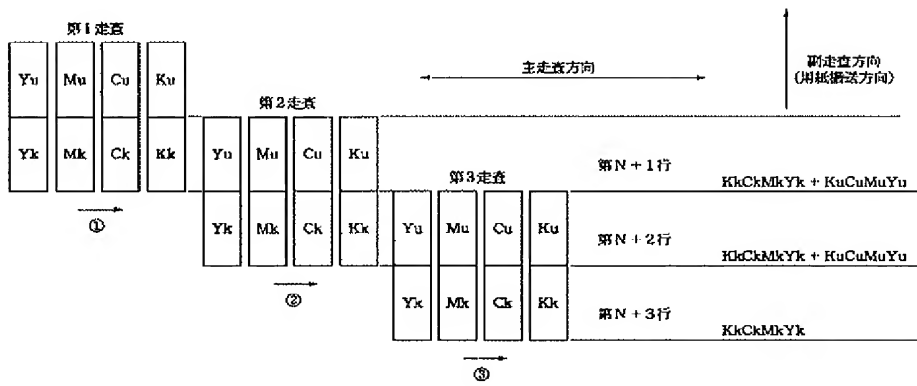 第1走査
Yu Mu Cu Ku
Yk Mk Ck Kk
①
第2走査
Yu Mu Cu Ku
Yk Mk Ck Kk
②
第3走査
Yu Mu Cu Ku
Yk Mk Ck Kk
③
主走査方向
副走査方向
(用紙搬送方向)
第N+1行
KkCkMkYk + KuCuMuYu
第N+2行
KkCkMkYk + KuCuMuYu
第N+3行
KkCkMkYk